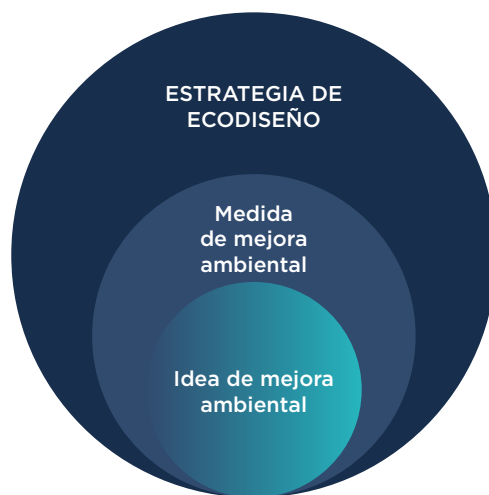 ESTRATEGIA DE
ECODISEÑO
Medida
de mejora
ambiental
Idea de mejora
ambiental